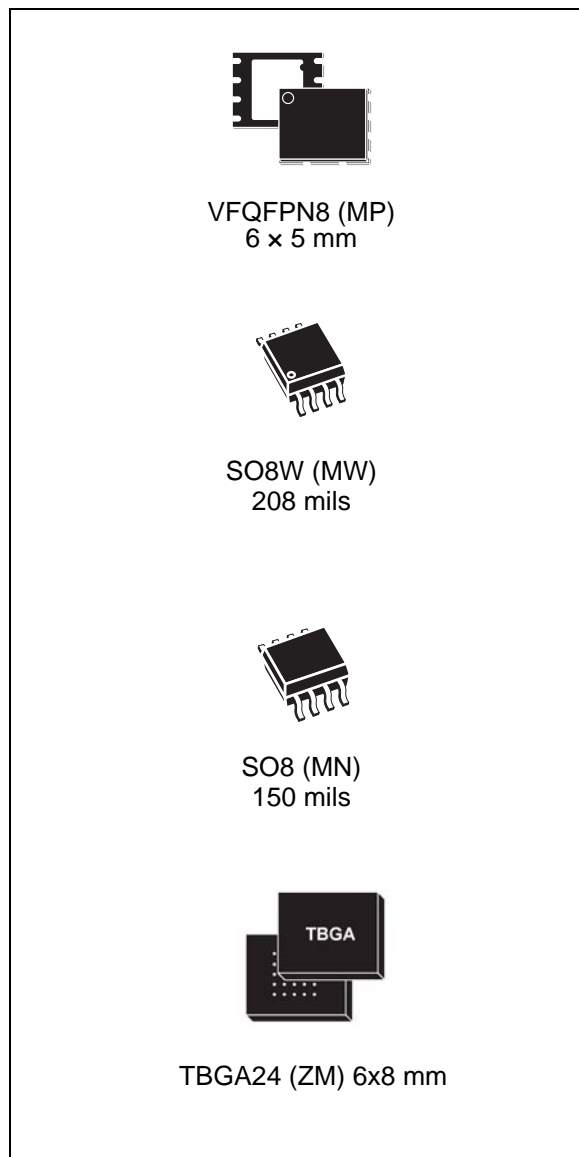 VFQFPN8 (MP)
6 × 5 mm
SO8W (MW)
208 mils
SO8 (MN)
150 mils
TBGA
TBGA24 (ZM) 6x8 mm